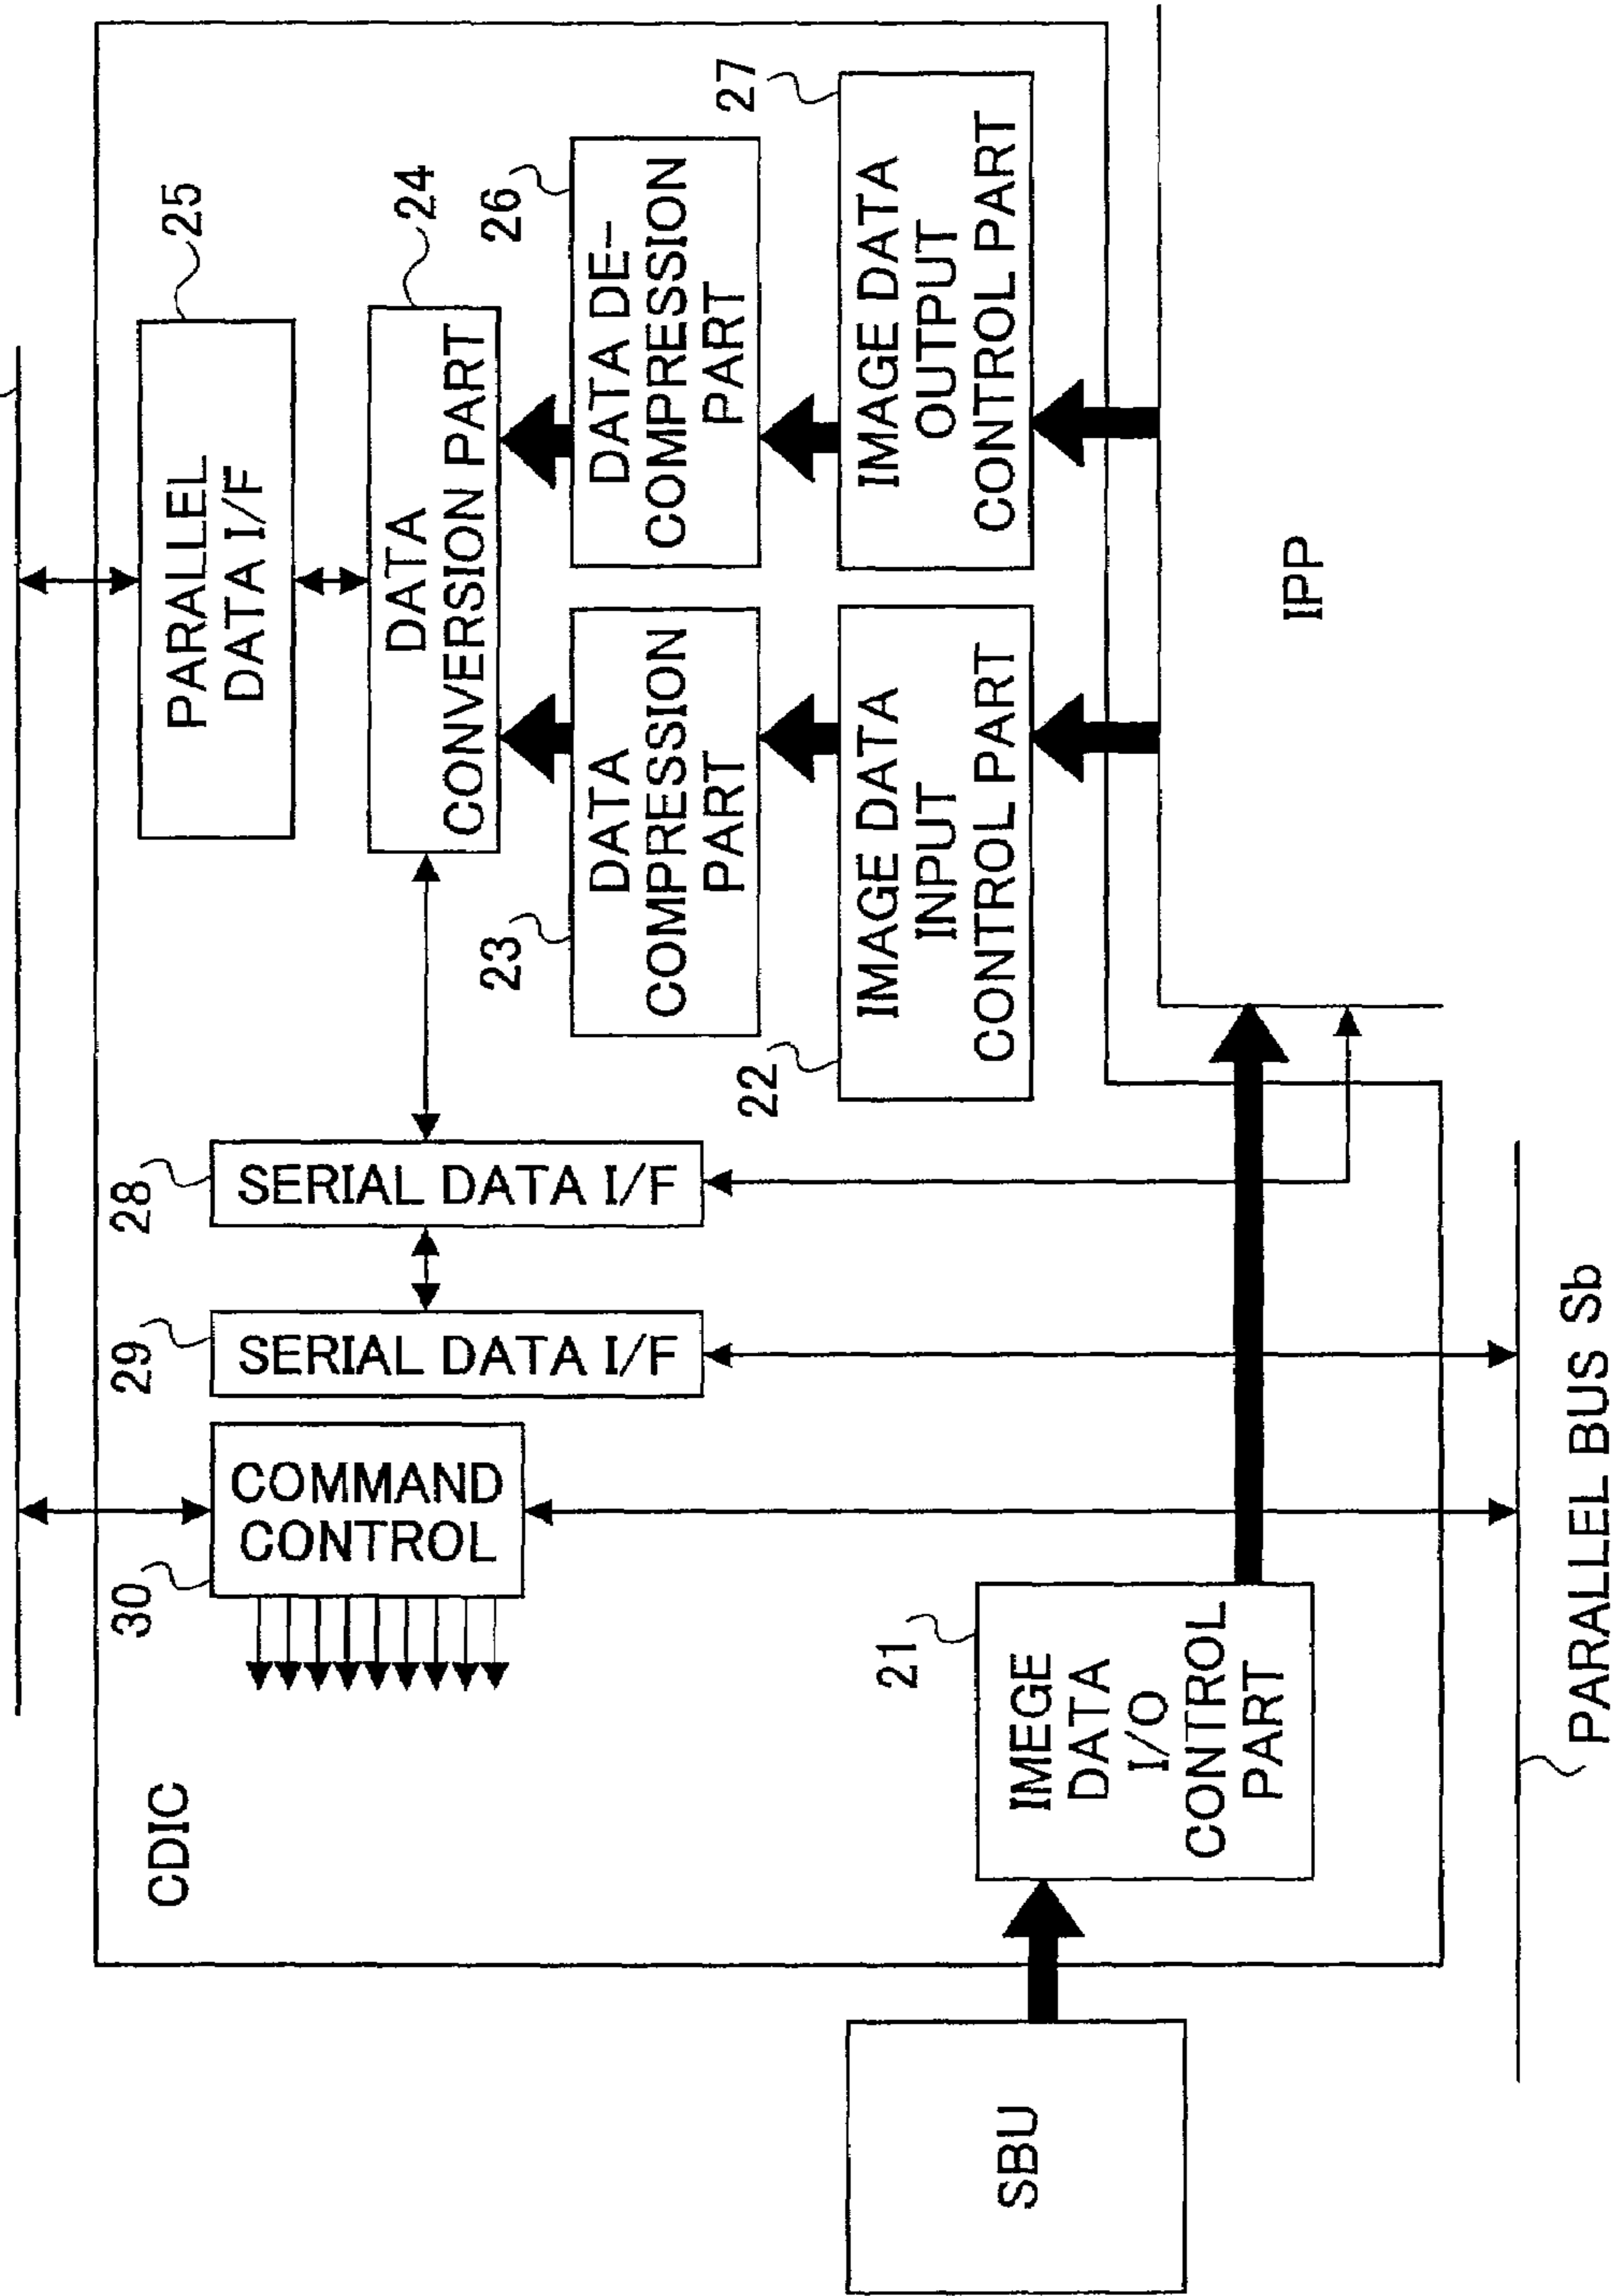 25
PARALLEL
DATA I/F
24
DATA
CONVERSION PART
26
DATA DE-
COMPRESSION
PART
27
IMAGE DATA
OUTPUT
CONTROL PART
23
DATA
COMPRESSION
PART
22
IMAGE DATA
INPUT
CONTROL PART
IPP
28
SERIAL DATA I/F
29
SERIAL DATA I/F
30
COMMAND
CONTROL
CDIC
21
IMEGE
DATA
I/O
CONTROL
PART
SBU
PARALLEL BUS Sb